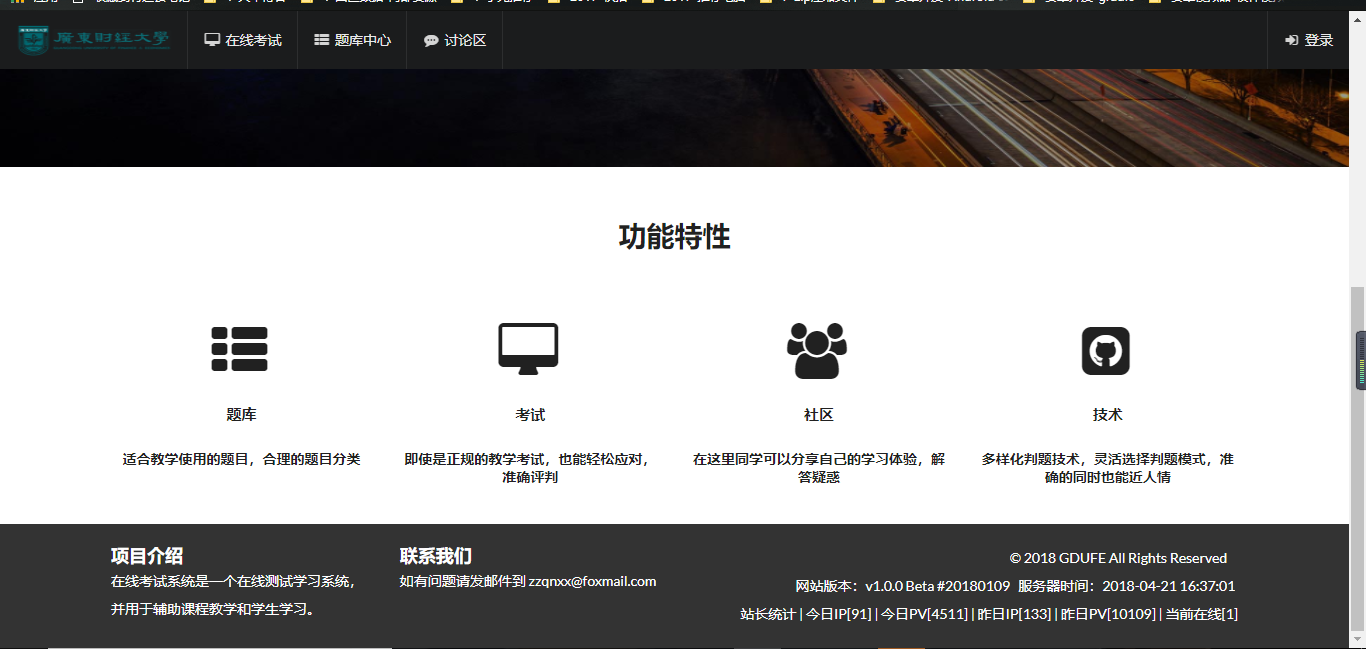 廣東財經大學
在线考试
题库中心
讨论区
登录
功能特性
题库
考试
社区
技术
适合教学使用的题目，合理的题目分类
即使是正规的教学考试，也能轻松应对，
准确评判
在这里同学可以分享自己的学习体验，解
答疑惑
多样化判题技术，灵活选择判题模式，准
确的同时也能近人情
项目介绍
在线考试系统是一个在线测试学习系统，
并用于辅助课程教学和学生学习。
联系我们
如有问题请发邮件到 zzqnxx@foxmail.com
© 2018 GDUFE All Rights Reserved
网站版本：v1.0.0 Beta #20180109 服务器时间：2018-04-21 16:37:01
站长统计 | 今日IP[91] | 今日PV[4511] | 昨日IP[133] | 昨日PV[10109] | 当前在线[1]